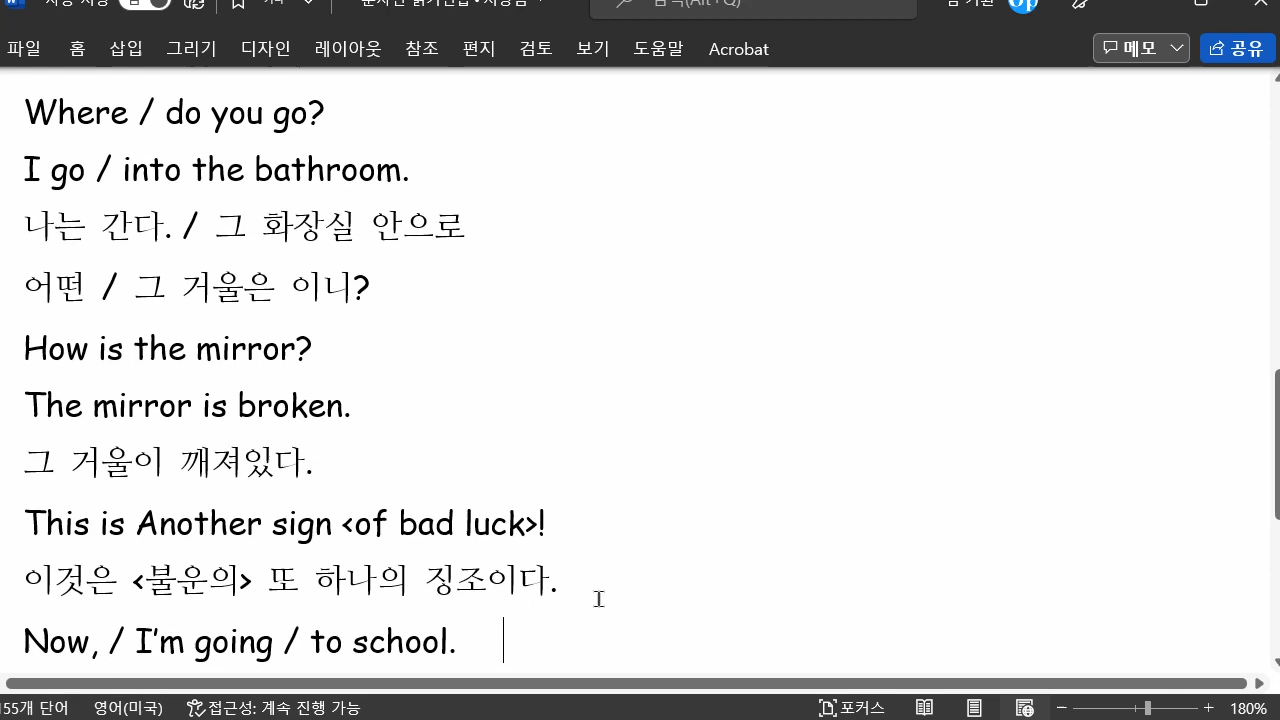 파일 홈 삽입 그리기 디자인 레이아웃 참조 편지 검토 보기 도움말 Acrobat 메모 공유
Where / do you go?
I go / into the bathroom.
나는 간다. / 그 화장실 안으로
어떤 / 그 거울은 이니?
How is the mirror?
The mirror is broken.
그 거울이 깨져있다.
This is Another sign <of bad luck>!
이것은 <불운의> 또 하나의 징조이다.
Now, / I’m going / to school.
155개 단어 영어(미국) 접근성: 계속 진행 가능 포커스 180%